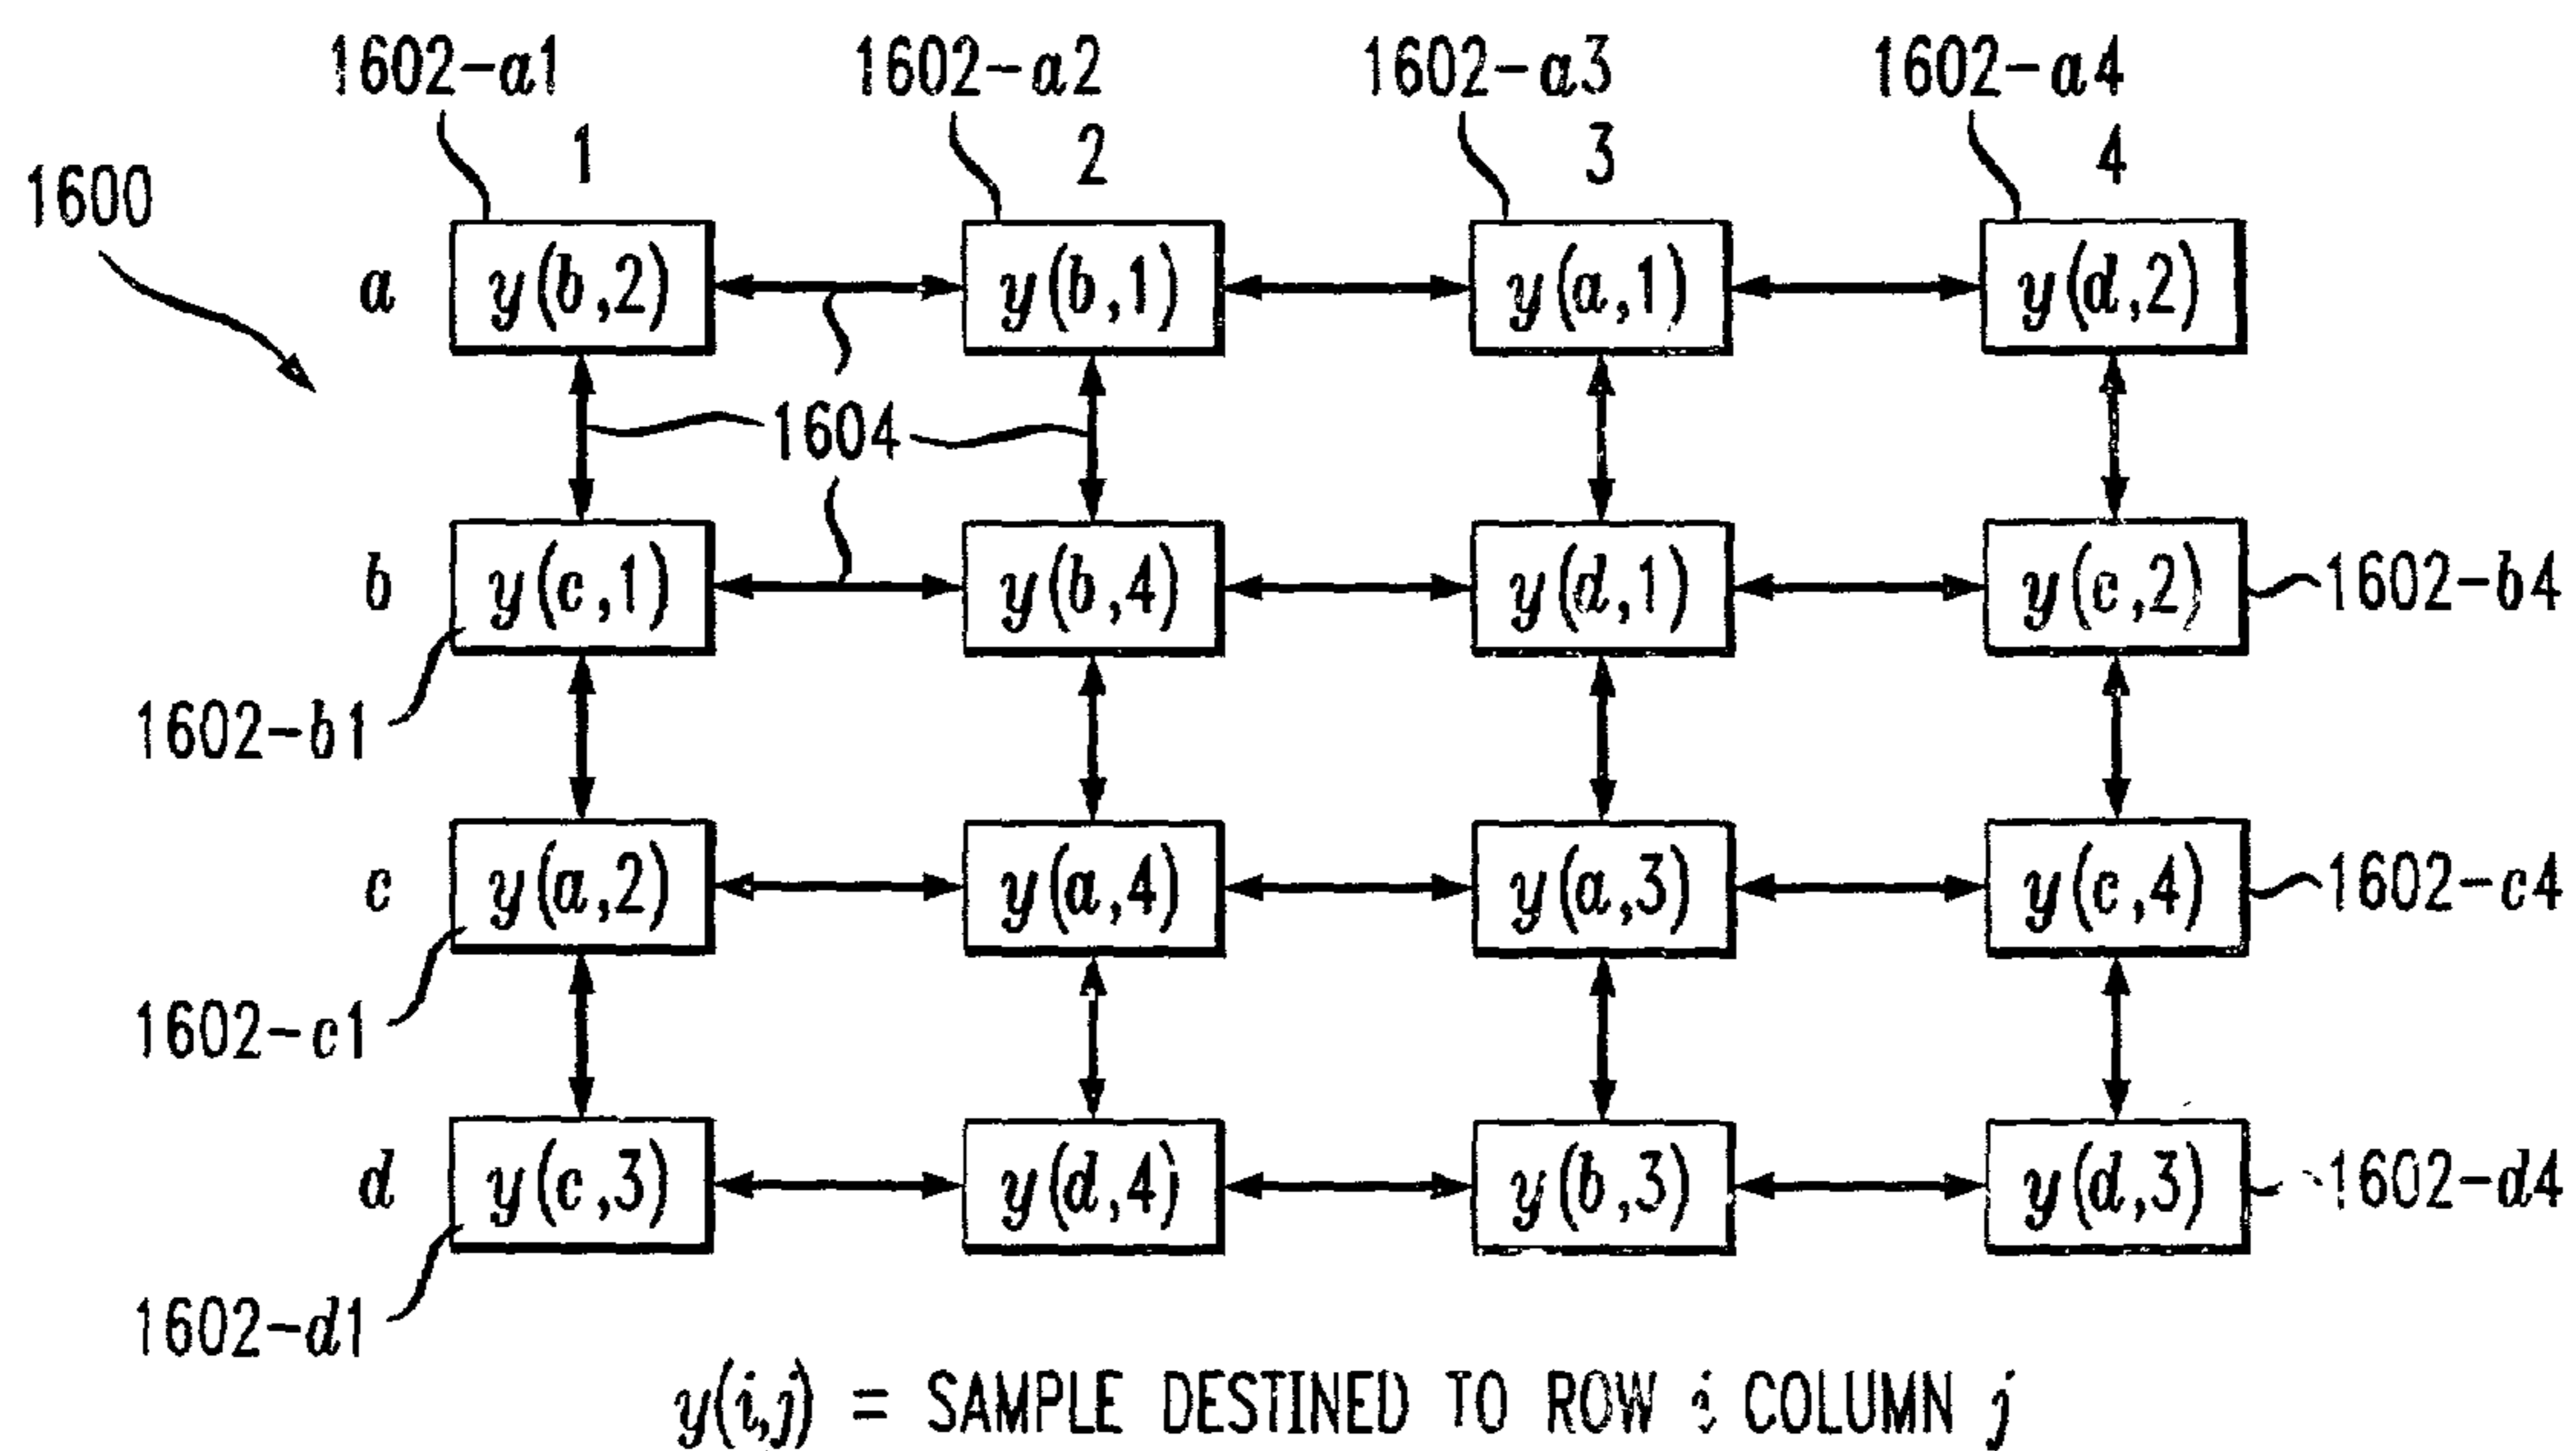 1602-a1 1602-a2 1602-a3 1602-a4
1 2 3 4
1600
a y(b,2) y(b,1) y(a,1) y(d,2)
1604
b y(c,1) y(b,4) y(d,1) y(c,2) 1602-b4
1602-b1
c y(a,2) y(a,4) y(a,3) y(c,4) 1602-c4
1602-c1
d y(c,3) y(d,4) y(b,3) y(d,3) 1602-d4
1602-d1
y(i,j) = SAMPLE DESTINED TO ROW i COLUMN j